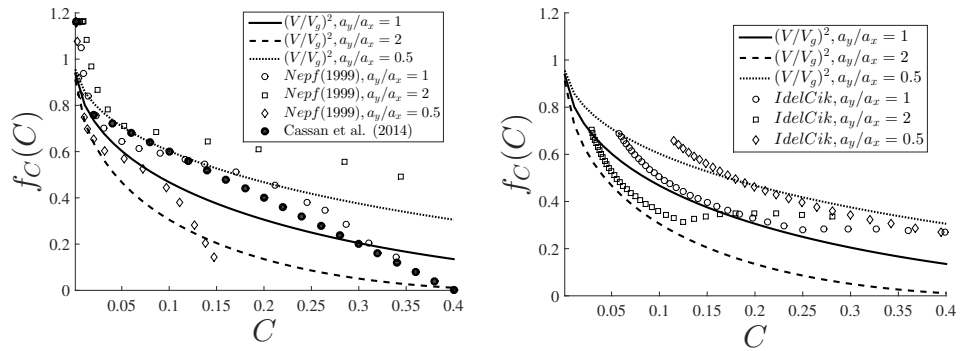 1.2
1
0.8
0.6
0.4
0.2
0
f_C(C)
(V/V_g)², a_y/a_x = 1
(V/V_g)², a_y/a_x = 2
(V/V_g)², a_y/a_x = 0.5
Nepf(1999), a_y/a_x = 1
Nepf(1999), a_y/a_x = 2
Nepf(1999), a_y/a_x = 0.5
Cassan et al. (2014)
0.05 0.1 0.15 0.2 0.25 0.3 0.35 0.4
C
1.2
1
0.8
0.6
0.4
0.2
0
f_C(C)
(V/V_g)², a_y/a_x = 1
(V/V_g)², a_y/a_x = 2
(V/V_g)², a_y/a_x = 0.5
IdelCik, a_y/a_x = 1
IdelCik, a_y/a_x = 2
IdelCik, a_y/a_x = 0.5
0.05 0.1 0.15 0.2 0.25 0.3 0.35 0.4
C